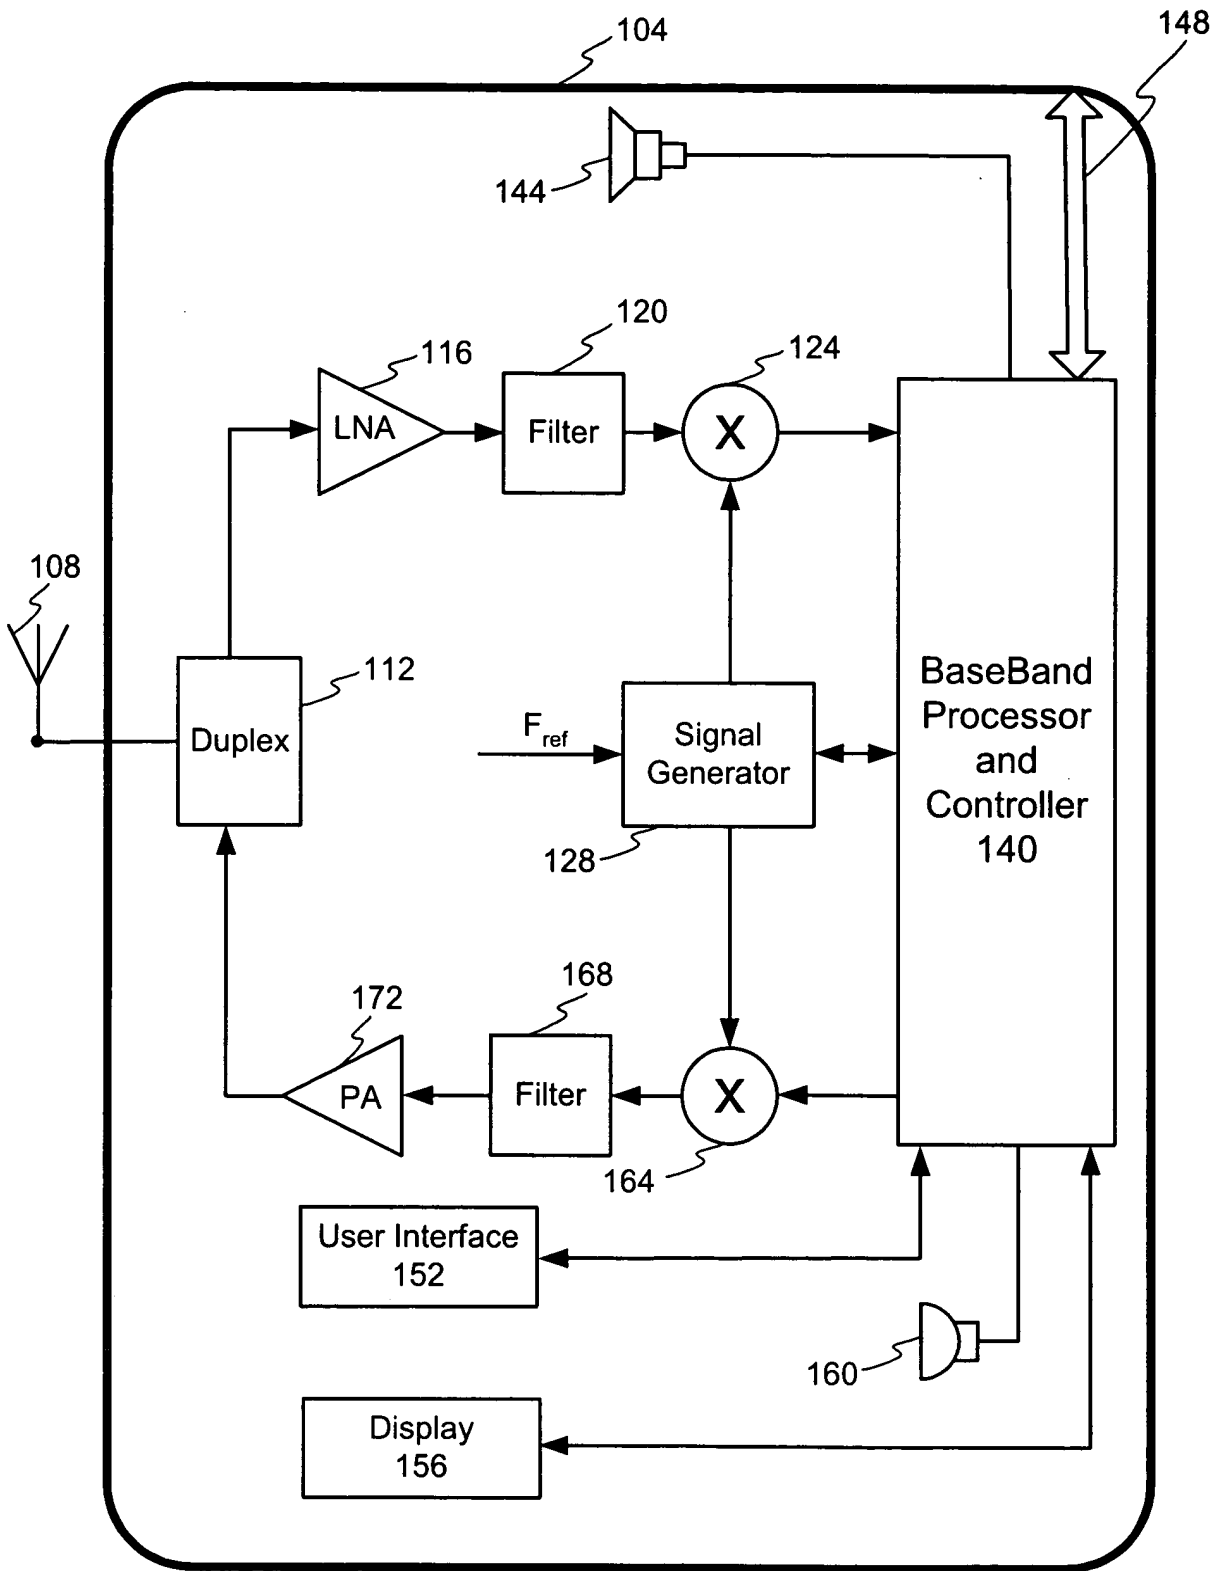 104
148
144
120
116
124
LNA
Filter
X
108
112
Duplex
F_ref
Signal
Generator
128
BaseBand
Processor
and
Controller
140
168
172
PA
Filter
X
164
User Interface
152
160
Display
156